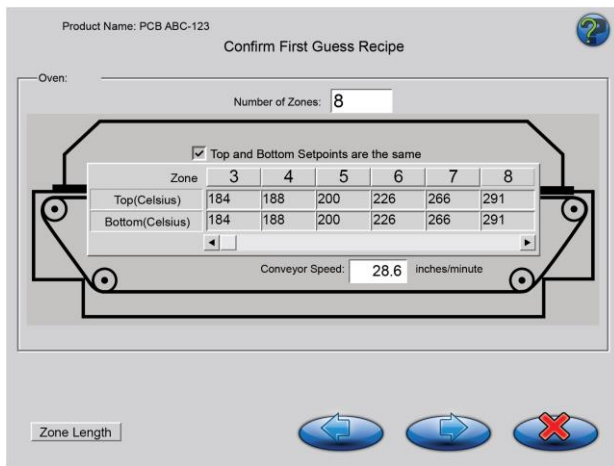 Product Name: PCB ABC-123
Confirm First Guess Recipe
Oven:
Number of Zones: 8
Top and Bottom Setpoints are the same
Zone 3 4 5 6 7 8
Top(Celsius) 184 188 200 226 266 291
Bottom(Celsius) 184 188 200 226 266 291
Conveyor Speed: 28.6 inches/minute
Zone Length